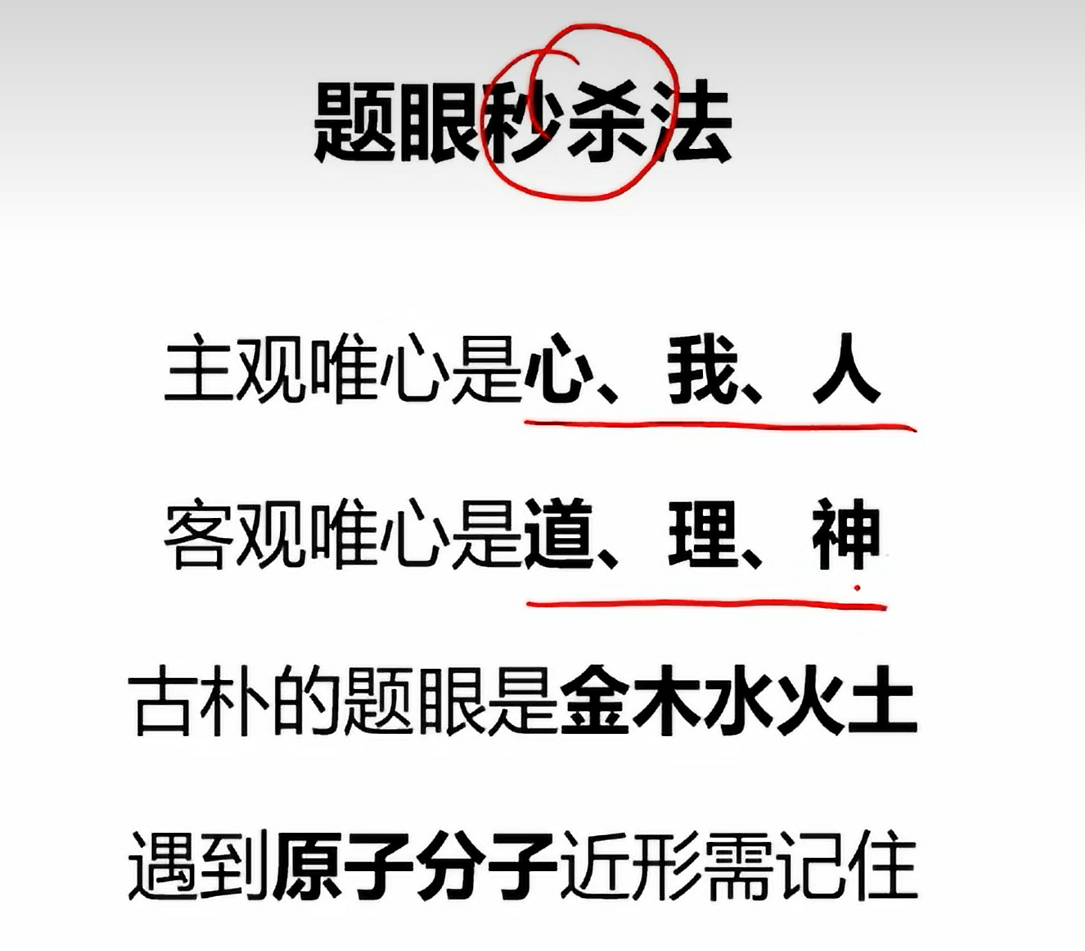 题眼秒杀法
主观唯心是心、我、人
客观唯心是道、理、神
古朴的题眼是金木水火土
遇到原子分子近形需记住